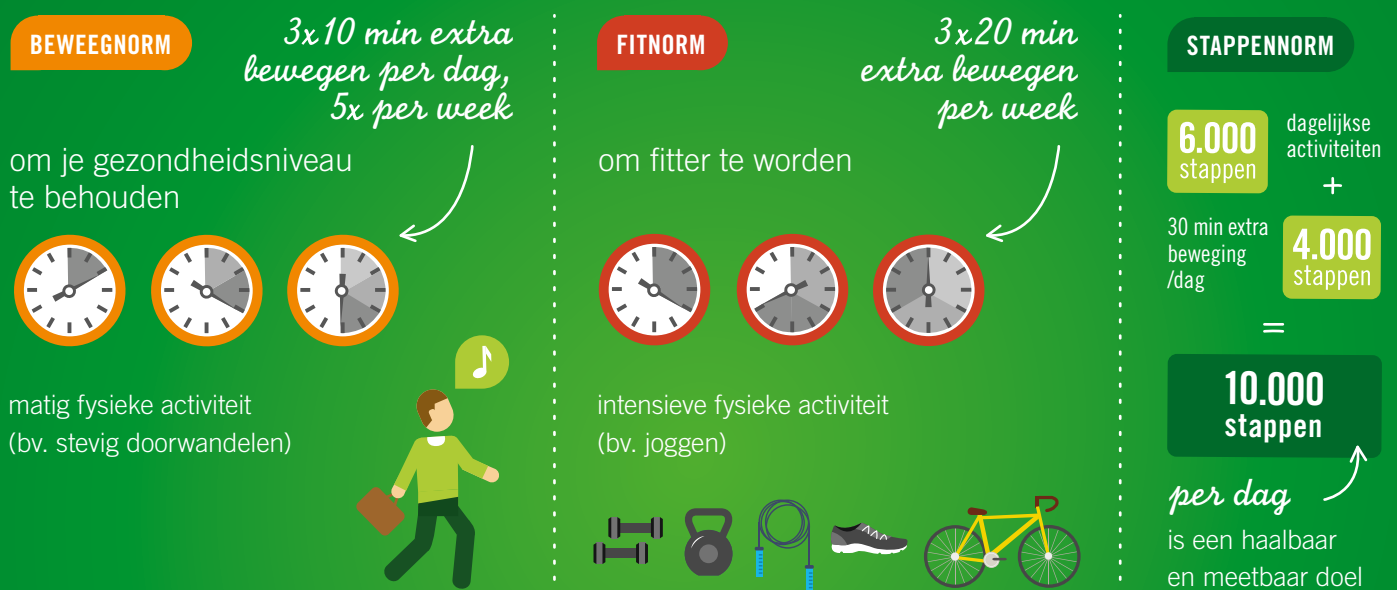 BEWEEGNORM
3x10 min extra
bewegen per dag,
5x per week
om je gezondheidsniveau
te behouden
matig fysieke activiteit
(bv. stevig doorwandelen)
FITNORM
3x20 min
extra bewegen
per week
om fitter te worden
intensieve fysieke activiteit
(bv. joggen)
STAPPENNORM
6.000
stappen
dagelijkse
activiteiten
+
30 min extra
beweging
/dag
4.000
stappen
=
10.000
stappen
per dag
is een haalbaar
en meetbaar doel